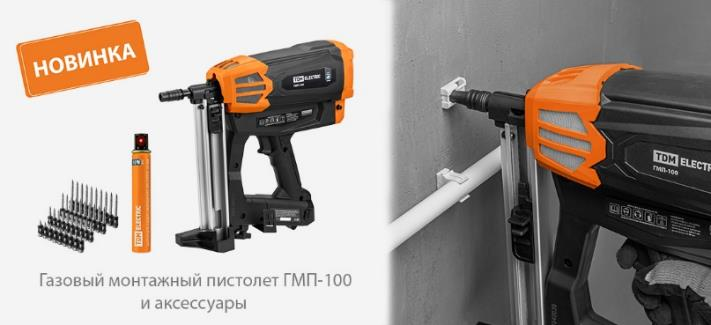 НОВИНКА
TDM ELECTRIC
ГМП-100
TDM ELECTRIC
Газовый монтажный пистолет ГМП-100
и аксессуары
TDM ELECTRIC
ГМП-100